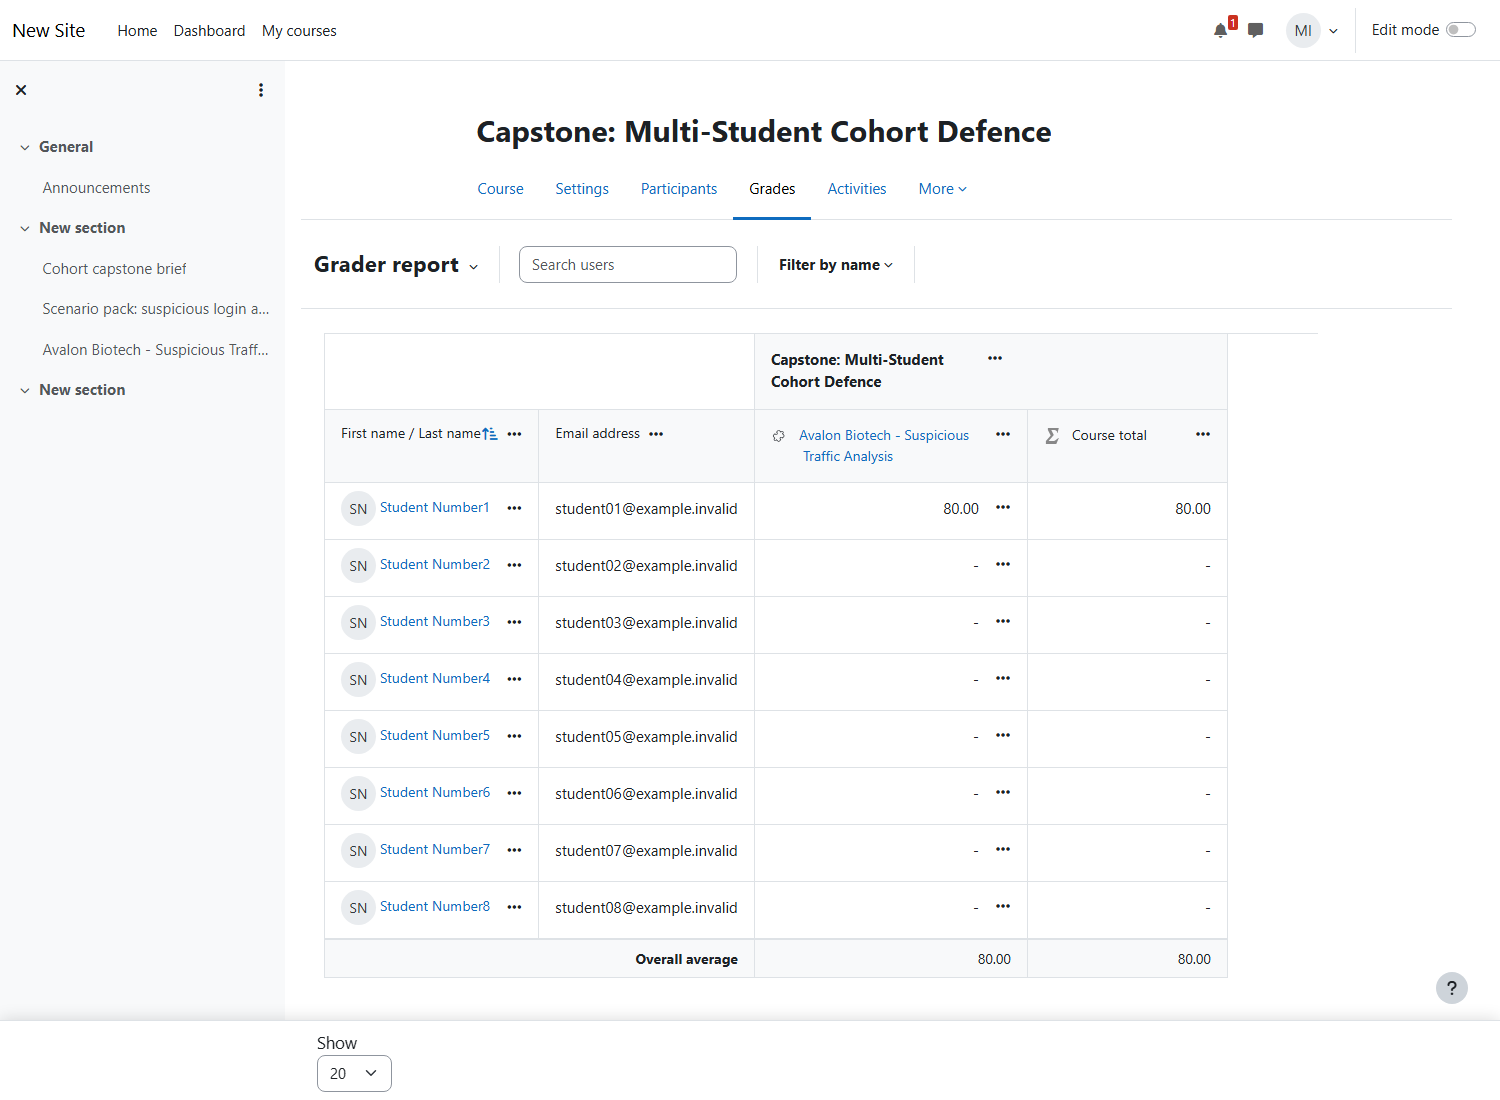 New Site Home Dashboard My courses 1 MI Edit mode
General
Announcements
New section
Cohort capstone brief
Scenario pack: suspicious login a...
Avalon Biotech - Suspicious Traff...
New section
Capstone: Multi-Student Cohort Defence
Course Settings Participants Grades Activities More
Grader report Search users Filter by name
Capstone: Multi-Student
Cohort Defence
First name / Last name Email address Avalon Biotech - Suspicious
Traffic Analysis Σ Course total
SN Student Number1 student01@example.invalid 80.00 80.00
SN Student Number2 student02@example.invalid - -
SN Student Number3 student03@example.invalid - -
SN Student Number4 student04@example.invalid - -
SN Student Number5 student05@example.invalid - -
SN Student Number6 student06@example.invalid - -
SN Student Number7 student07@example.invalid - -
SN Student Number8 student08@example.invalid - -
Overall average 80.00 80.00
?
Show
20